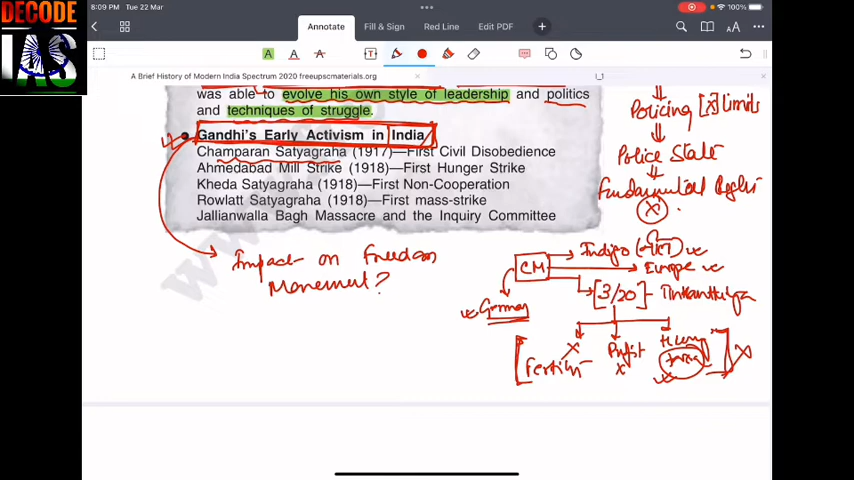 DECODE
IAS
8:09 PM Tue 22 Mar
100%
Annotate Fill & Sign Red Line Edit PDF
A Brief History of Modern India Spectrum 2020 freeupscmaterials.org
was able to evolve his own style of leadership and politics
and techniques of struggle.
Gandhi's Early Activism in India
Champaran Satyagraha (1917)—First Civil Disobedience
Ahmedabad Mill Strike (1918)—First Hunger Strike
Kheda Satyagraha (1918)—First Non-Cooperation
Rowlatt Satyagraha (1918)—First mass-strike
Jallianwalla Bagh Massacre and the Inquiry Committee
Impact on Freedom
Movement?
Policing [x] limits
Police State
Fundamental Rights
x
CM
Indigo
Europe
[3/20]
German
x
Profit
x
x